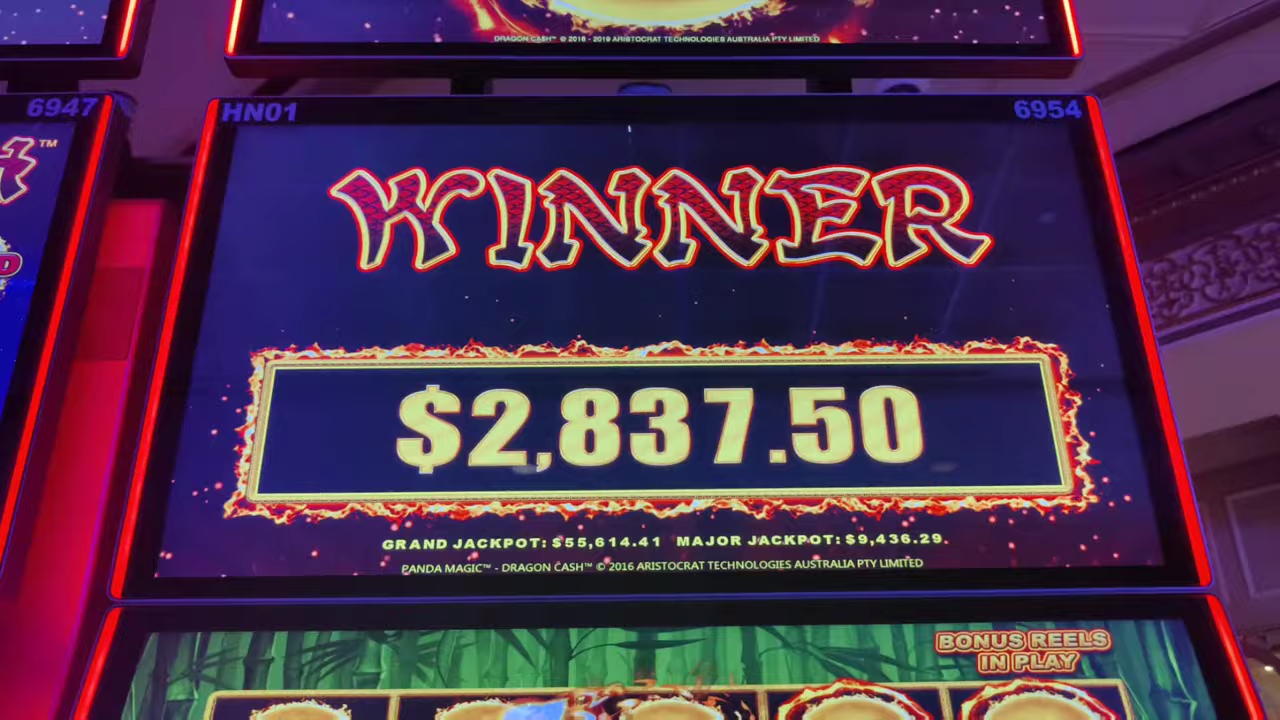 DRAGON CASH™ © 2016 - 2019 ARISTOCRAT TECHNOLOGIES AUSTRALIA PTY LIMITED
6947
HN01
6954
™
WINNER
$2,837.50
GRAND JACKPOT: $55,614.41 MAJOR JACKPOT: $9,436.29.
PANDA MAGIC™ - DRAGON CASH™ © 2016 ARISTOCRAT TECHNOLOGIES AUSTRALIA PTY LIMITED
BONUS REELS
IN PLAY